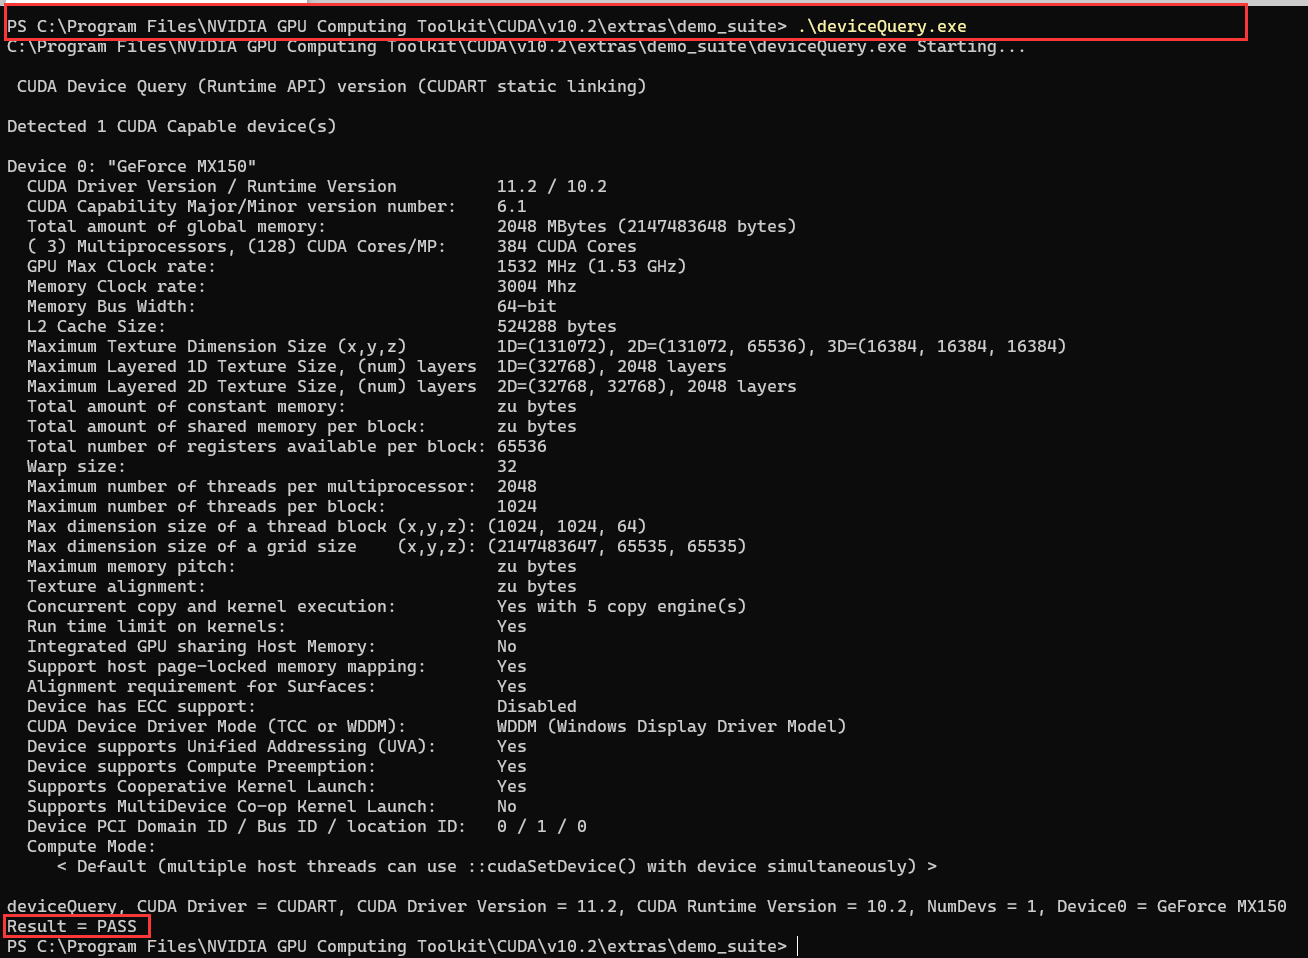 PS C:\Program Files\NVIDIA GPU Computing Toolkit\CUDA\v10.2\extras\demo_suite> .\deviceQuery.exe
C:\Program Files\NVIDIA GPU Computing Toolkit\CUDA\v10.2\extras\demo_suite\deviceQuery.exe Starting...
CUDA Device Query (Runtime API) version (CUDART static linking)
Detected 1 CUDA Capable device(s)
Device 0: "GeForce MX150"
CUDA Driver Version / Runtime Version 11.2 / 10.2
CUDA Capability Major/Minor version number: 6.1
Total amount of global memory: 2048 MBytes (2147483648 bytes)
( 3) Multiprocessors, (128) CUDA Cores/MP: 384 CUDA Cores
GPU Max Clock rate: 1532 MHz (1.53 GHz)
Memory Clock rate: 3004 Mhz
Memory Bus Width: 64-bit
L2 Cache Size: 524288 bytes
Maximum Texture Dimension Size (x,y,z) 1D=(131072), 2D=(131072, 65536), 3D=(16384, 16384, 16384)
Maximum Layered 1D Texture Size, (num) layers 1D=(32768), 2048 layers
Maximum Layered 2D Texture Size, (num) layers 2D=(32768, 32768), 2048 layers
Total amount of constant memory: zu bytes
Total amount of shared memory per block: zu bytes
Total number of registers available per block: 65536
Warp size: 32
Maximum number of threads per multiprocessor: 2048
Maximum number of threads per block: 1024
Max dimension size of a thread block (x,y,z): (1024, 1024, 64)
Max dimension size of a grid size (x,y,z): (2147483647, 65535, 65535)
Maximum memory pitch: zu bytes
Texture alignment: zu bytes
Concurrent copy and kernel execution: Yes with 5 copy engine(s)
Run time limit on kernels: Yes
Integrated GPU sharing Host Memory: No
Support host page-locked memory mapping: Yes
Alignment requirement for Surfaces: Yes
Device has ECC support: Disabled
CUDA Device Driver Mode (TCC or WDDM): WDDM (Windows Display Driver Model)
Device supports Unified Addressing (UVA): Yes
Device supports Compute Preemption: Yes
Supports Cooperative Kernel Launch: Yes
Supports MultiDevice Co-op Kernel Launch: No
Device PCI Domain ID / Bus ID / location ID: 0 / 1 / 0
Compute Mode:
< Default (multiple host threads can use ::cudaSetDevice() with device simultaneously) >
deviceQuery, CUDA Driver = CUDART, CUDA Driver Version = 11.2, CUDA Runtime Version = 10.2, NumDevs = 1, Device0 = GeForce MX150
Result = PASS
PS C:\Program Files\NVIDIA GPU Computing Toolkit\CUDA\v10.2\extras\demo_suite>